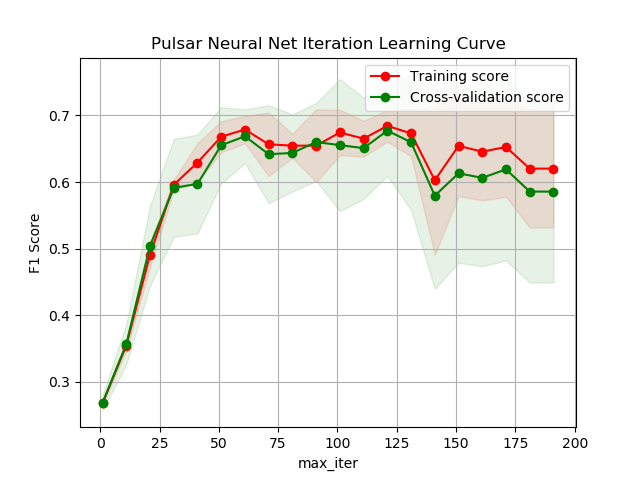 Pulsar Neural Net Iteration Learning Curve
Training score
Cross-validation score
F1 Score
0.7
0.6
0.5
0.4
0.3
0 25 50 75 100 125 150 175 200
max_iter